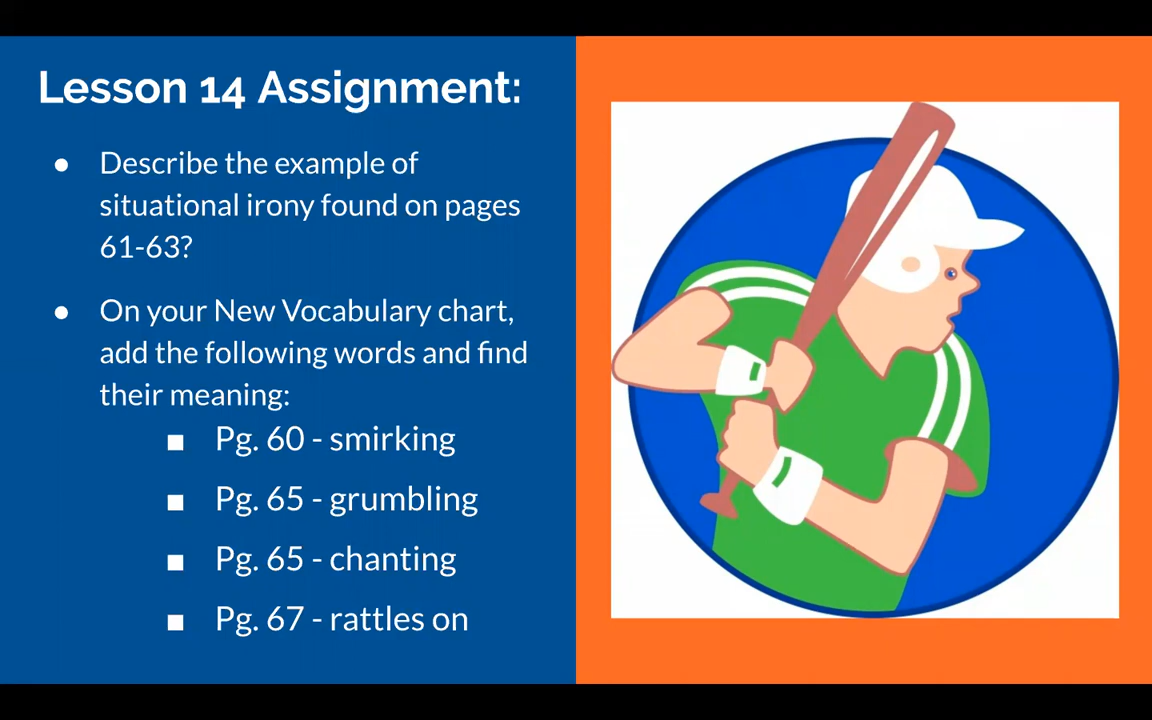 Lesson 14 Assignment:
● Describe the example of
situational irony found on pages
61-63?
● On your New Vocabulary chart,
add the following words and find
their meaning:
■ Pg. 60 - smirking
■ Pg. 65 - grumbling
■ Pg. 65 - chanting
■ Pg. 67 - rattles on